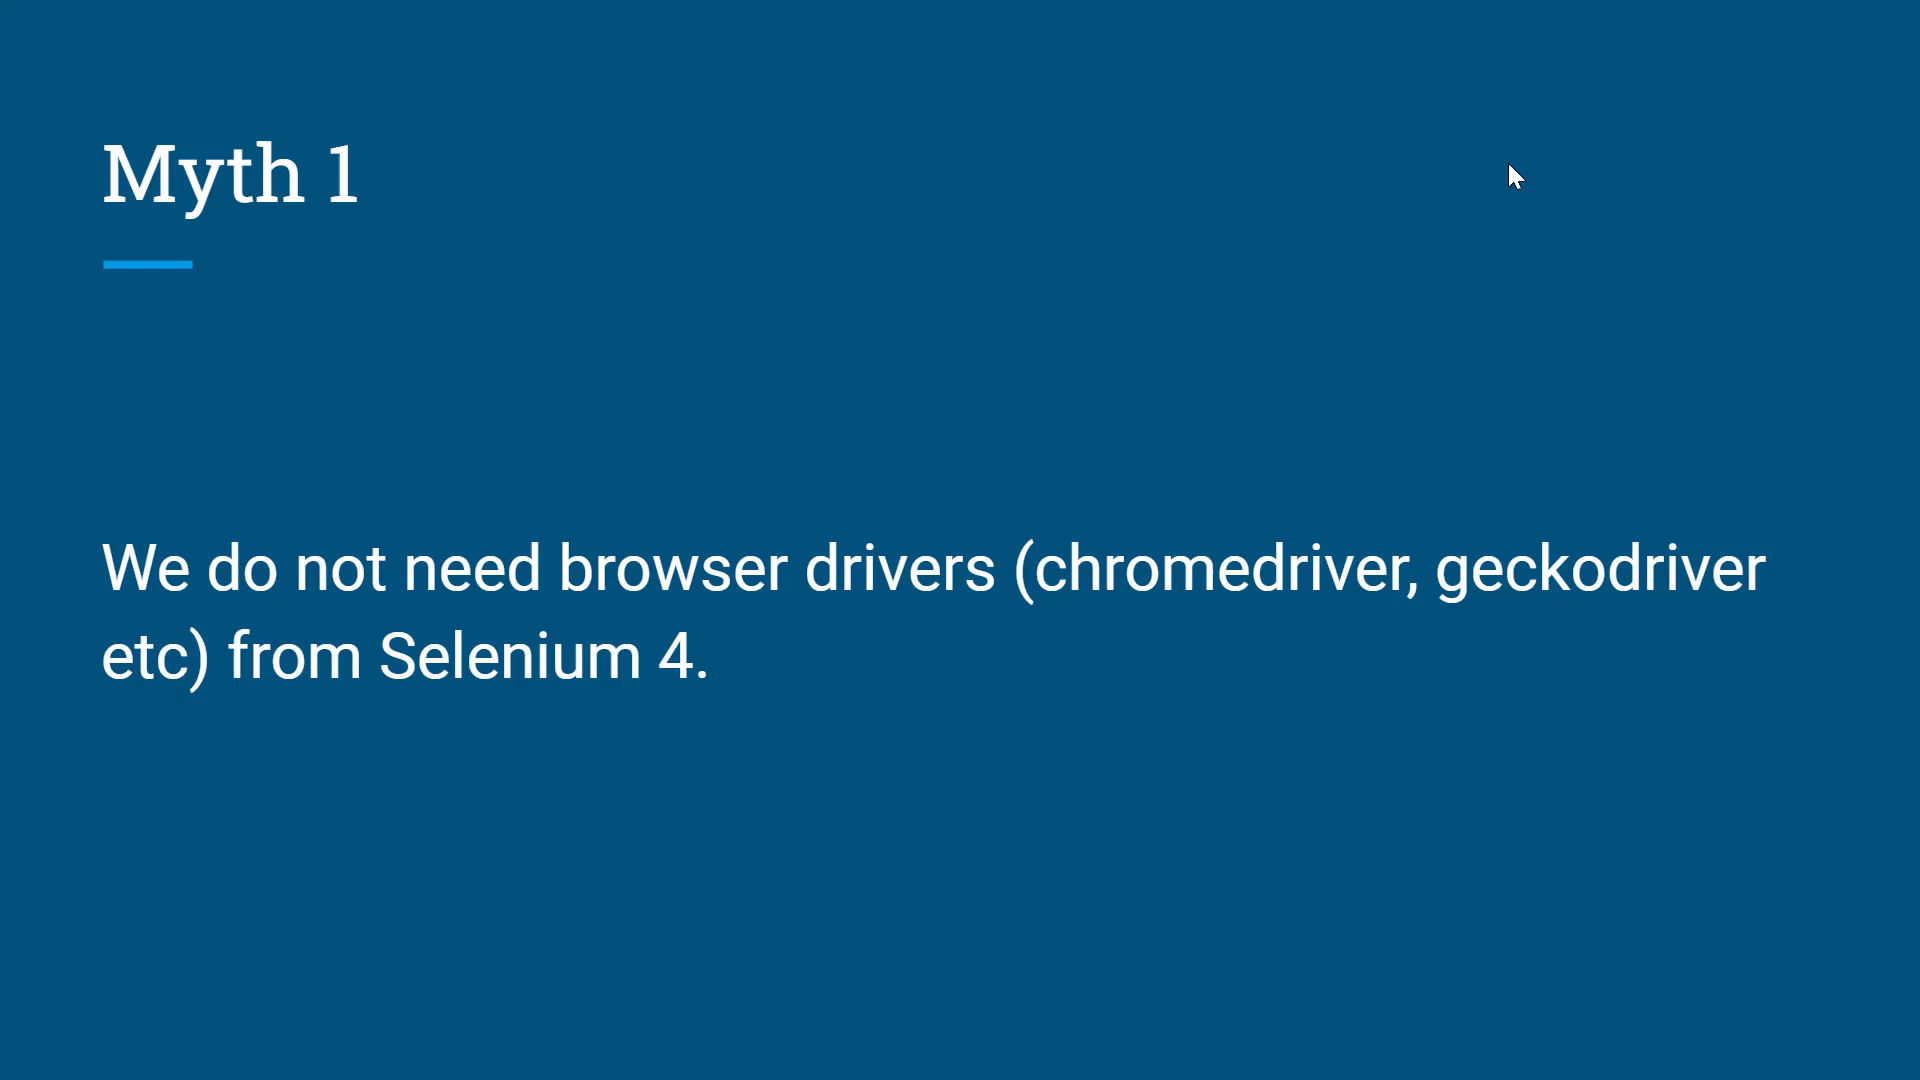 Myth 1
We do not need browser drivers (chromedriver, geckodriver
etc) from Selenium 4.